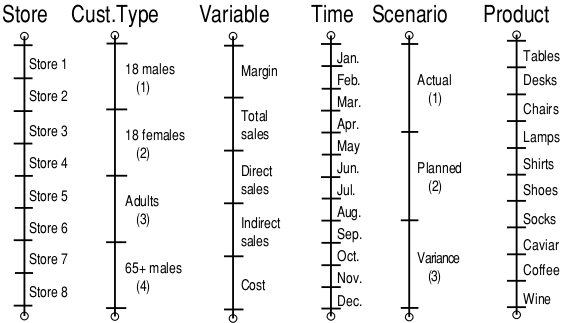 Store
Cust.Type
Variable
Time
Scenario
Product
Store 1
Store 2
Store 3
Store 4
Store 5
Store 6
Store 7
Store 8
18 males
(1)
18 females
(2)
Adults
(3)
65+ males
(4)
Margin
Total
sales
Direct
sales
Indirect
sales
Cost
Jan.
Feb.
Mar.
Apr.
May
Jun.
Jul.
Aug.
Sep.
Oct.
Nov.
Dec.
Actual
(1)
Planned
(2)
Variance
(3)
Tables
Desks
Chairs
Lamps
Shirts
Shoes
Socks
Caviar
Coffee
Wine